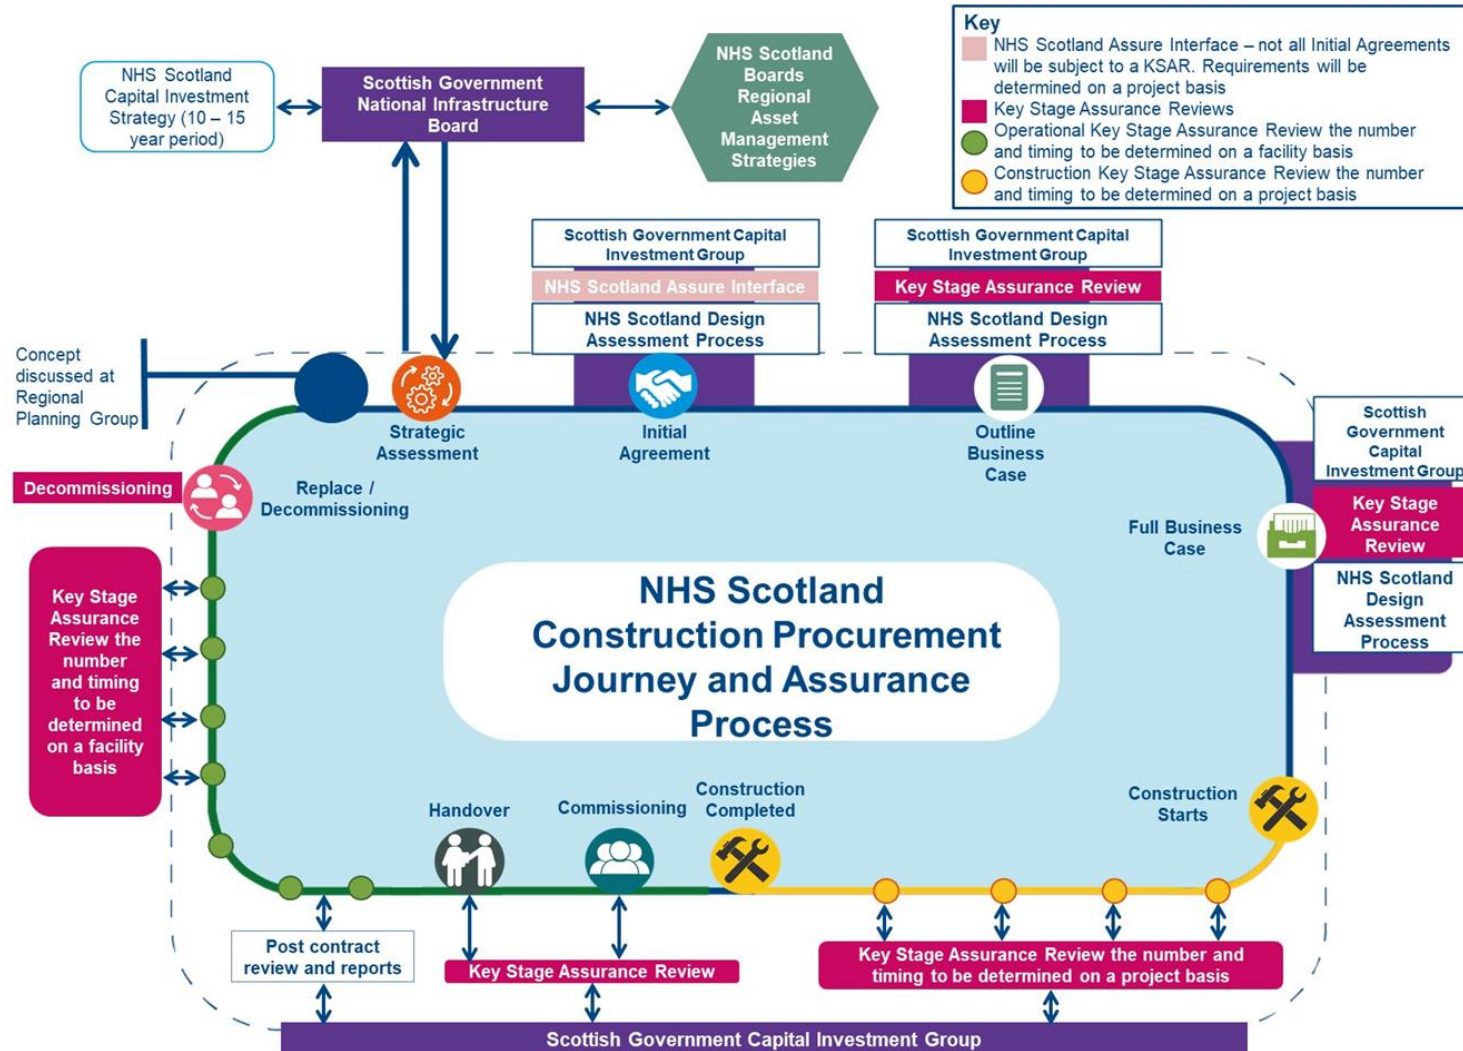 NHS Scotland
Capital Investment
Strategy (10 – 15
year period)
Scottish Government
National Infrastructure
Board
NHS Scotland
Boards
Regional
Asset
Management
Strategies
Key
NHS Scotland Assure Interface – not all Initial Agreements
will be subject to a KSAR. Requirements will be
determined on a project basis
Key Stage Assurance Reviews
Operational Key Stage Assurance Review the number
and timing to be determined on a facility basis
Construction Key Stage Assurance Review the number
and timing to be determined on a project basis
Scottish Government Capital
Investment Group
NHS Scotland Assure Interface
NHS Scotland Design
Assessment Process
Scottish Government Capital
Investment Group
Key Stage Assurance Review
NHS Scotland Design
Assessment Process
Concept
discussed at
Regional
Planning Group
Strategic
Assessment
Initial
Agreement
Outline
Business
Case
Scottish
Government
Capital
Investment Group
Key Stage
Assurance
Review
NHS Scotland
Design
Assessment
Process
Full Business
Case
Decommissioning
Replace /
Decommissioning
Key Stage
Assurance
Review the
number
and timing
to be
determined
on a facility
basis
NHS Scotland
Construction Procurement
Journey and Assurance
Process
Handover
Commissioning
Construction
Completed
Construction
Starts
Post contract
review and reports
Key Stage Assurance Review
Key Stage Assurance Review the number and
timing to be determined on a project basis
Scottish Government Capital Investment Group